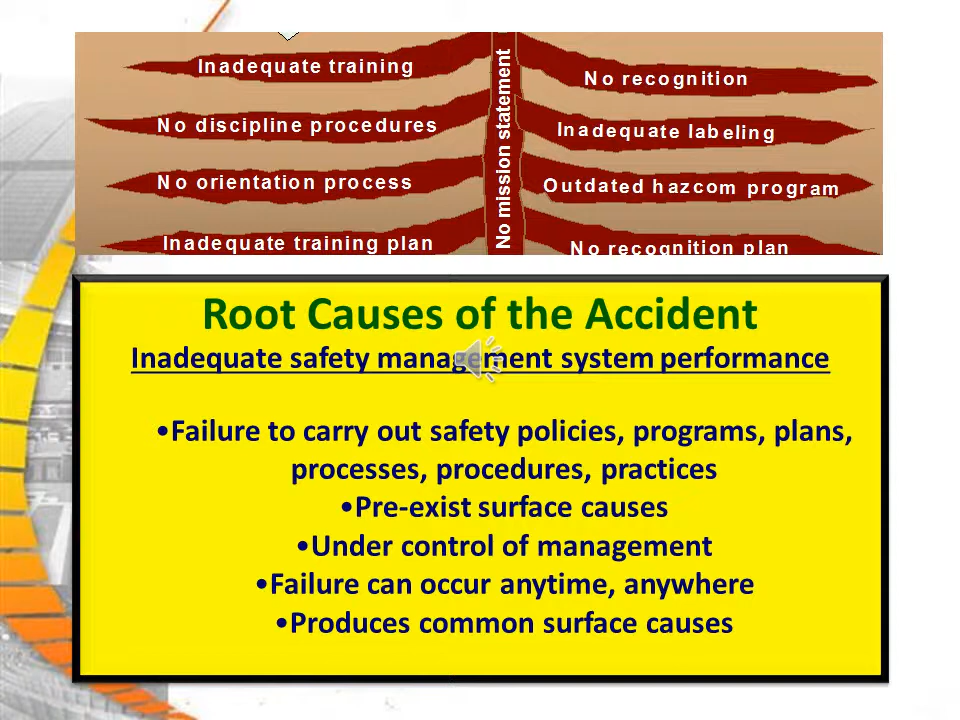 Inadequate training
No recognition
No discipline procedures
Inadequate labeling
No orientation process
Outdated hazcom program
Inadequate training plan
No recognition plan
No mission statement
Root Causes of the Accident
Inadequate safety management system performance
•Failure to carry out safety policies, programs, plans,
processes, procedures, practices
•Pre-exist surface causes
•Under control of management
•Failure can occur anytime, anywhere
•Produces common surface causes